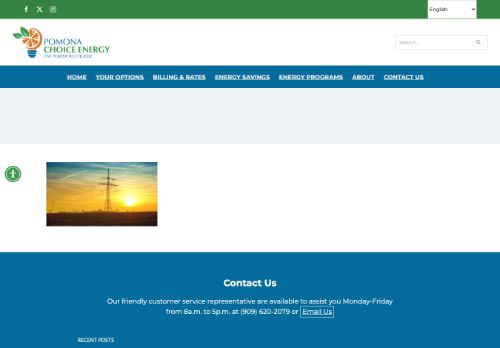 English
POMONA
CHOICE ENERGY
THE POWER TO CHOOSE
Search...
HOME YOUR OPTIONS BILLING & RATES ENERGY SAVINGS ENERGY PROGRAMS ABOUT CONTACT US
Contact Us
Our friendly customer service representative are available to assist you Monday-Friday
from 8a.m. to 5p.m. at (909) 620-2079 or Email Us
RECENT POSTS